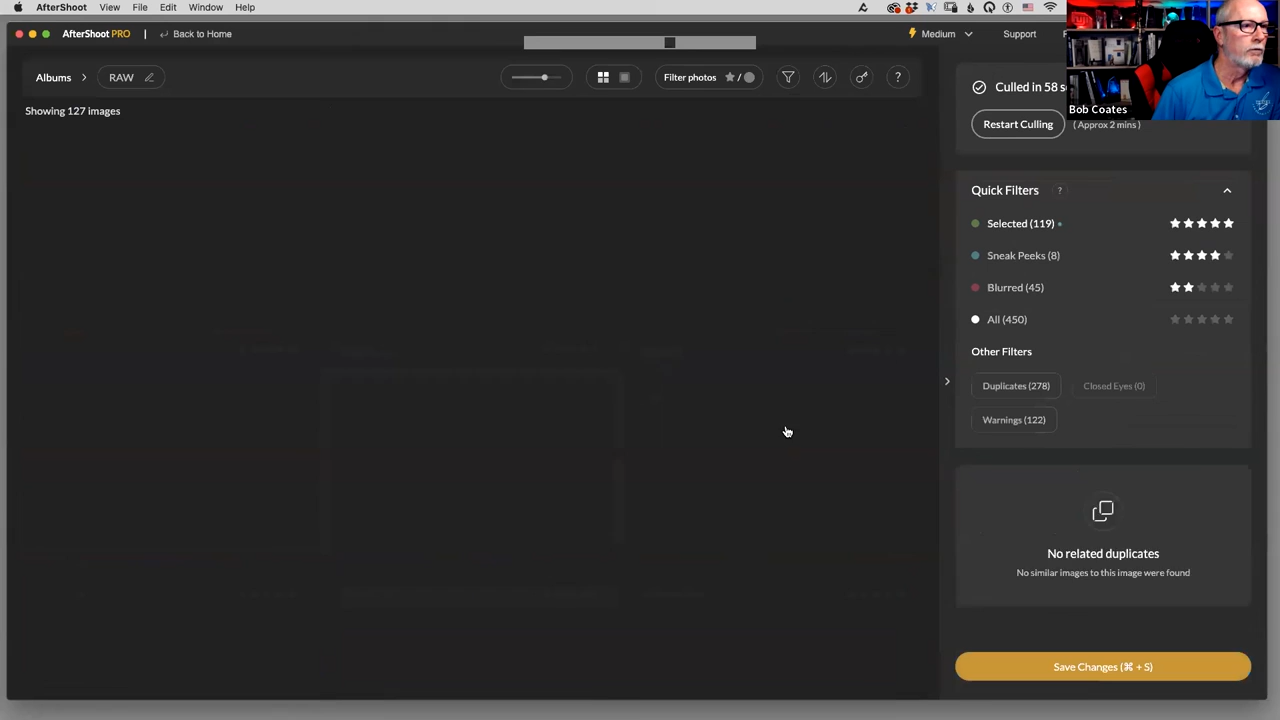 AfterShoot View File Edit Window Help
AfterShoot PRO | Back to Home Medium Support
Albums RAW Filter photos / ?
Showing 127 images
Culled in 58 s
Restart Culling (Approx 2 mins)
Bob Coates
Quick Filters ?
Selected (119)
Sneak Peeks (8)
Blurred (45)
All (450)
Other Filters
Duplicates (278) Closed Eyes (0)
Warnings (122)
No related duplicates
No similar images to this image were found
Save Changes (⌘ + S)